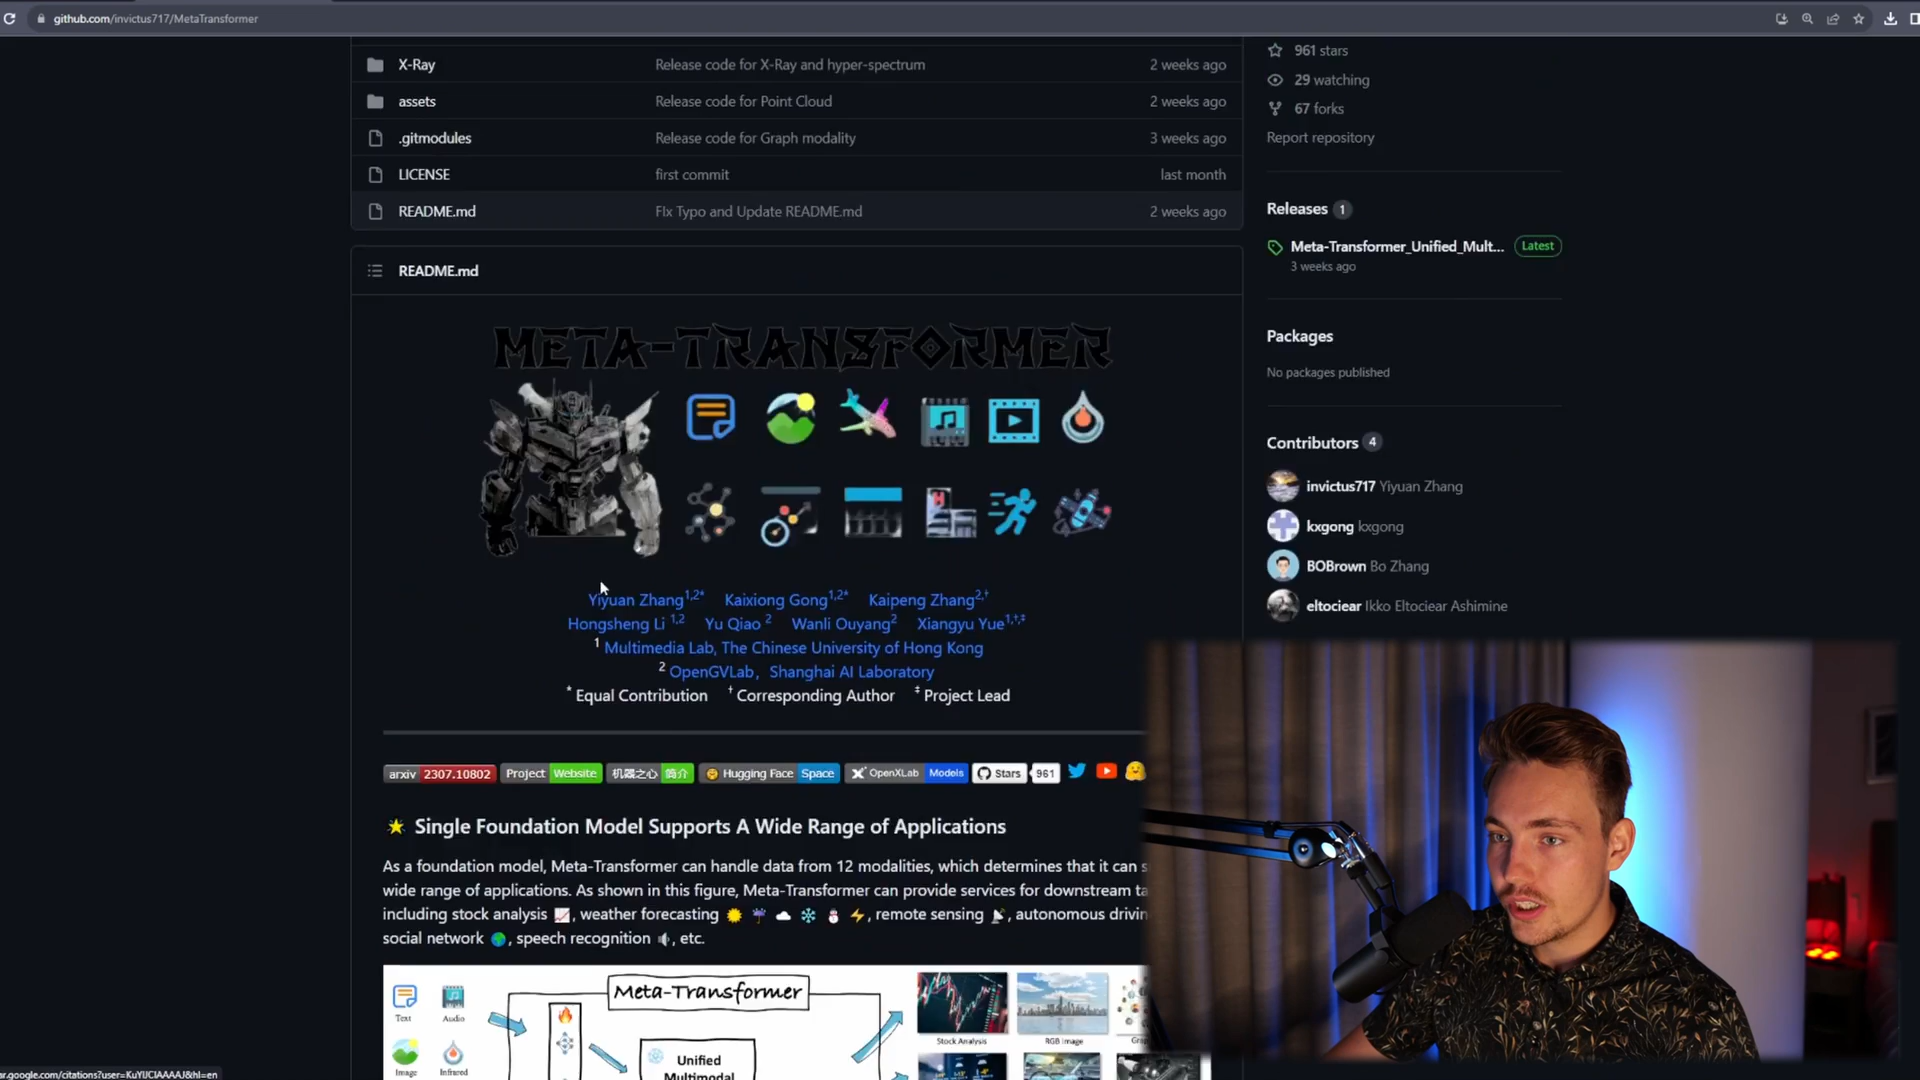 github.com/invictus717/MetaTransformer
X-Ray Release code for X-Ray and hyper-spectrum 2 weeks ago
assets Release code for Point Cloud 2 weeks ago
.gitmodules Release code for Graph modality 3 weeks ago
LICENSE first commit last month
README.md FIx Typo and Update README.md 2 weeks ago
README.md
META-TRANSFORMER
Yiyuan Zhang1,2* Kaixiong Gong1,2* Kaipeng Zhang2,†
Hongsheng Li 1,2 Yu Qiao 2 Wanli Ouyang2 Xiangyu Yue1,†,‡
1 Multimedia Lab, The Chinese University of Hong Kong
2 OpenGVLab, Shanghai AI Laboratory
* Equal Contribution † Corresponding Author ‡ Project Lead
arxiv 2307.10802 Project Website 机器之心 简介 Hugging Face Space OpenXLab Models Stars 961
Single Foundation Model Supports A Wide Range of Applications
As a foundation model, Meta-Transformer can handle data from 12 modalities, which determines that it can s
wide range of applications. As shown in this figure, Meta-Transformer can provide services for downstream ta
including stock analysis 📈, weather forecasting ☀️ ☔ ☁️ ❄️ ⛄ ⚡, remote sensing 📡, autonomous drivin
social network 🌍, speech recognition 🔉, etc.
Meta-Transformer
Text Audio
Image Infrared
Unified
Multimodal
Stock Analysis RGB Image
961 stars
29 watching
67 forks
Report repository
Releases 1
Meta-Transformer_Unified_Mult... Latest
3 weeks ago
Packages
No packages published
Contributors 4
invictus717 Yiyuan Zhang
kxgong kxgong
BOBrown Bo Zhang
eltociear Ikko Eltociear Ashimine